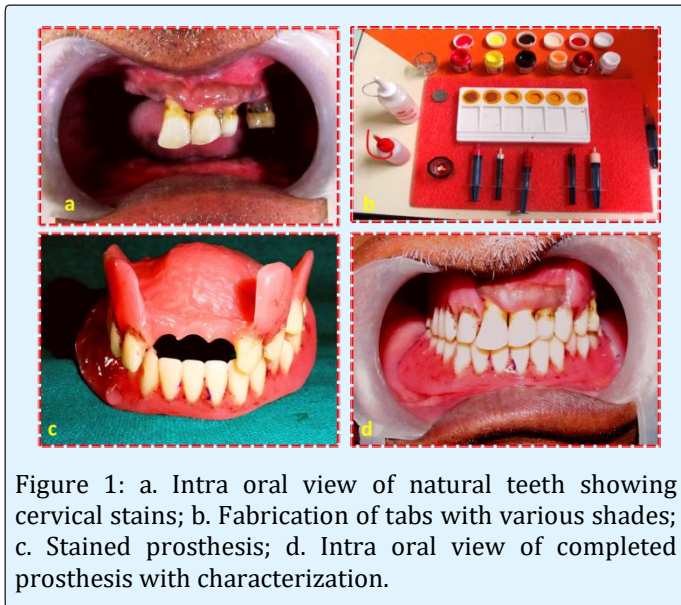 a
b
c
d
Figure 1: a. Intra oral view of natural teeth showing
cervical stains; b. Fabrication of tabs with various shades;
c. Stained prosthesis; d. Intra oral view of completed
prosthesis with characterization.